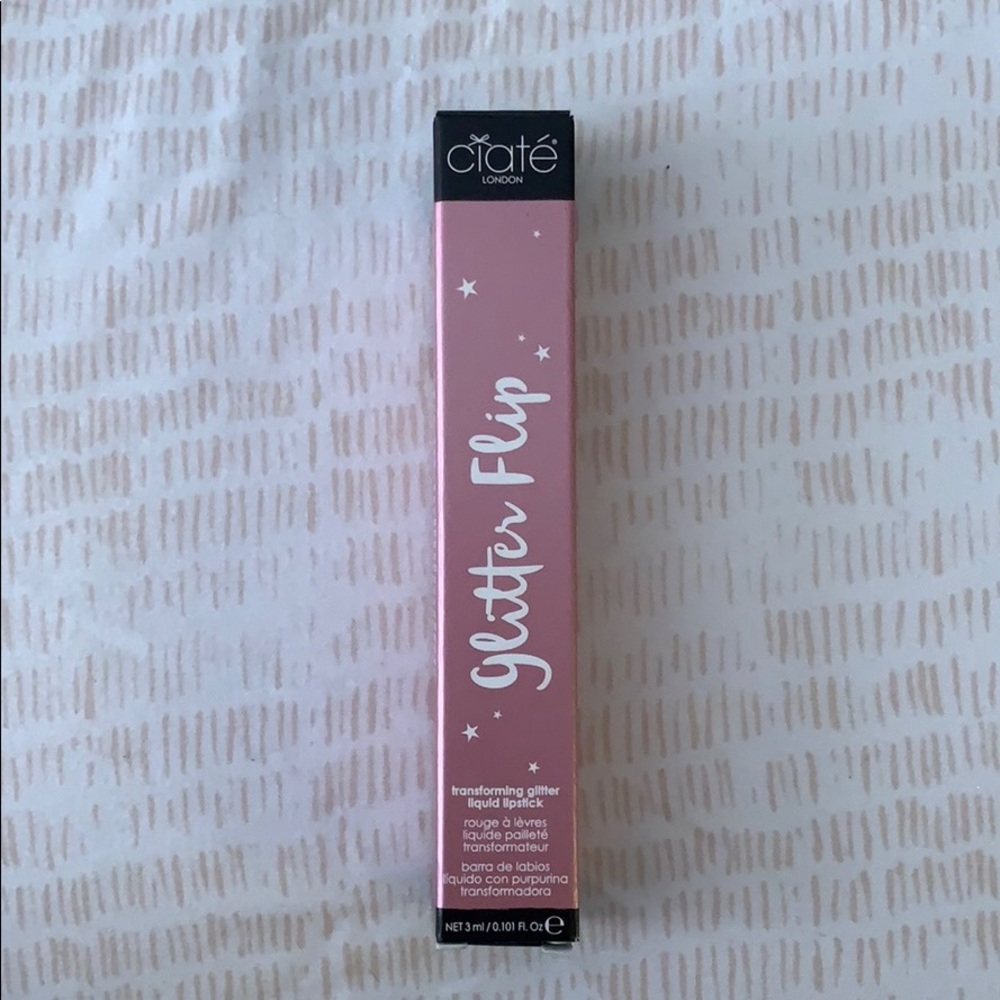 ciaté®
LONDON
Glitter Flip
transforming glitter
liquid lipstick
rouge à lèvres
liquide pailleté
transformateur
barra de labios
líquido con purpurina
transformadora
NET 3 ml / 0.101 Fl. Oz ℮